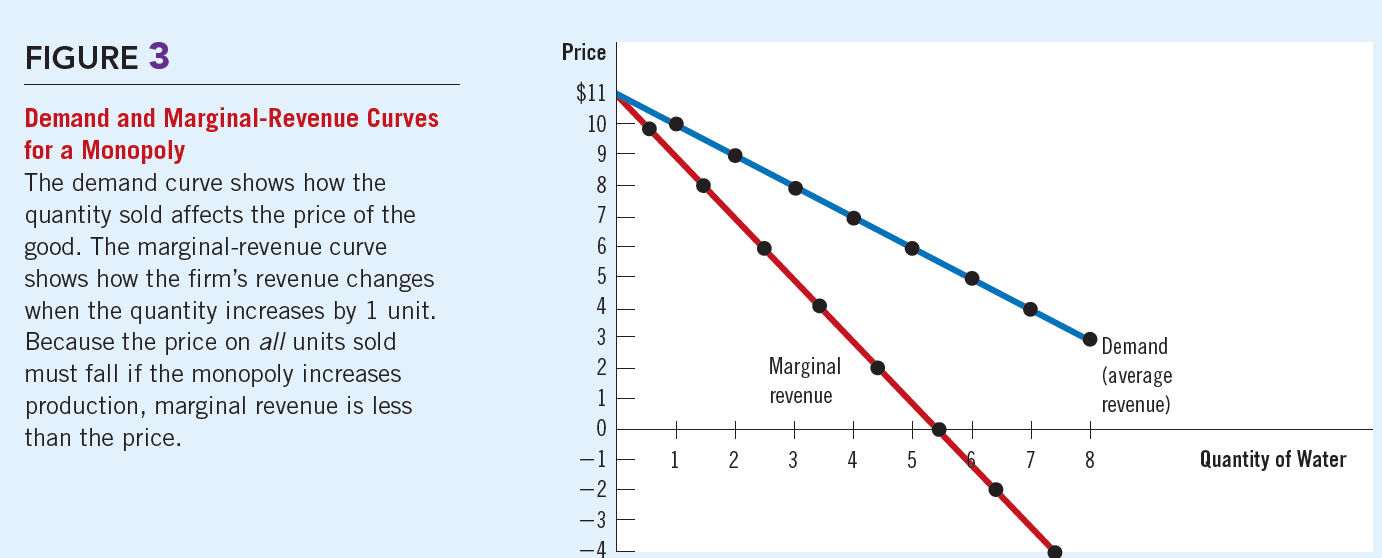 FIGURE 3
Demand and Marginal-Revenue Curves
for a Monopoly
The demand curve shows how the
quantity sold affects the price of the
good. The marginal-revenue curve
shows how the firm's revenue changes
when the quantity increases by 1 unit.
Because the price on all units sold
must fall if the monopoly increases
production, marginal revenue is less
than the price.
Price
$11
10
9
8
7
6
5
4
3
2
1
0
−1
−2
−3
−4
Marginal
revenue
Demand
(average
revenue)
1 2 3 4 5 6 7 8
Quantity of Water